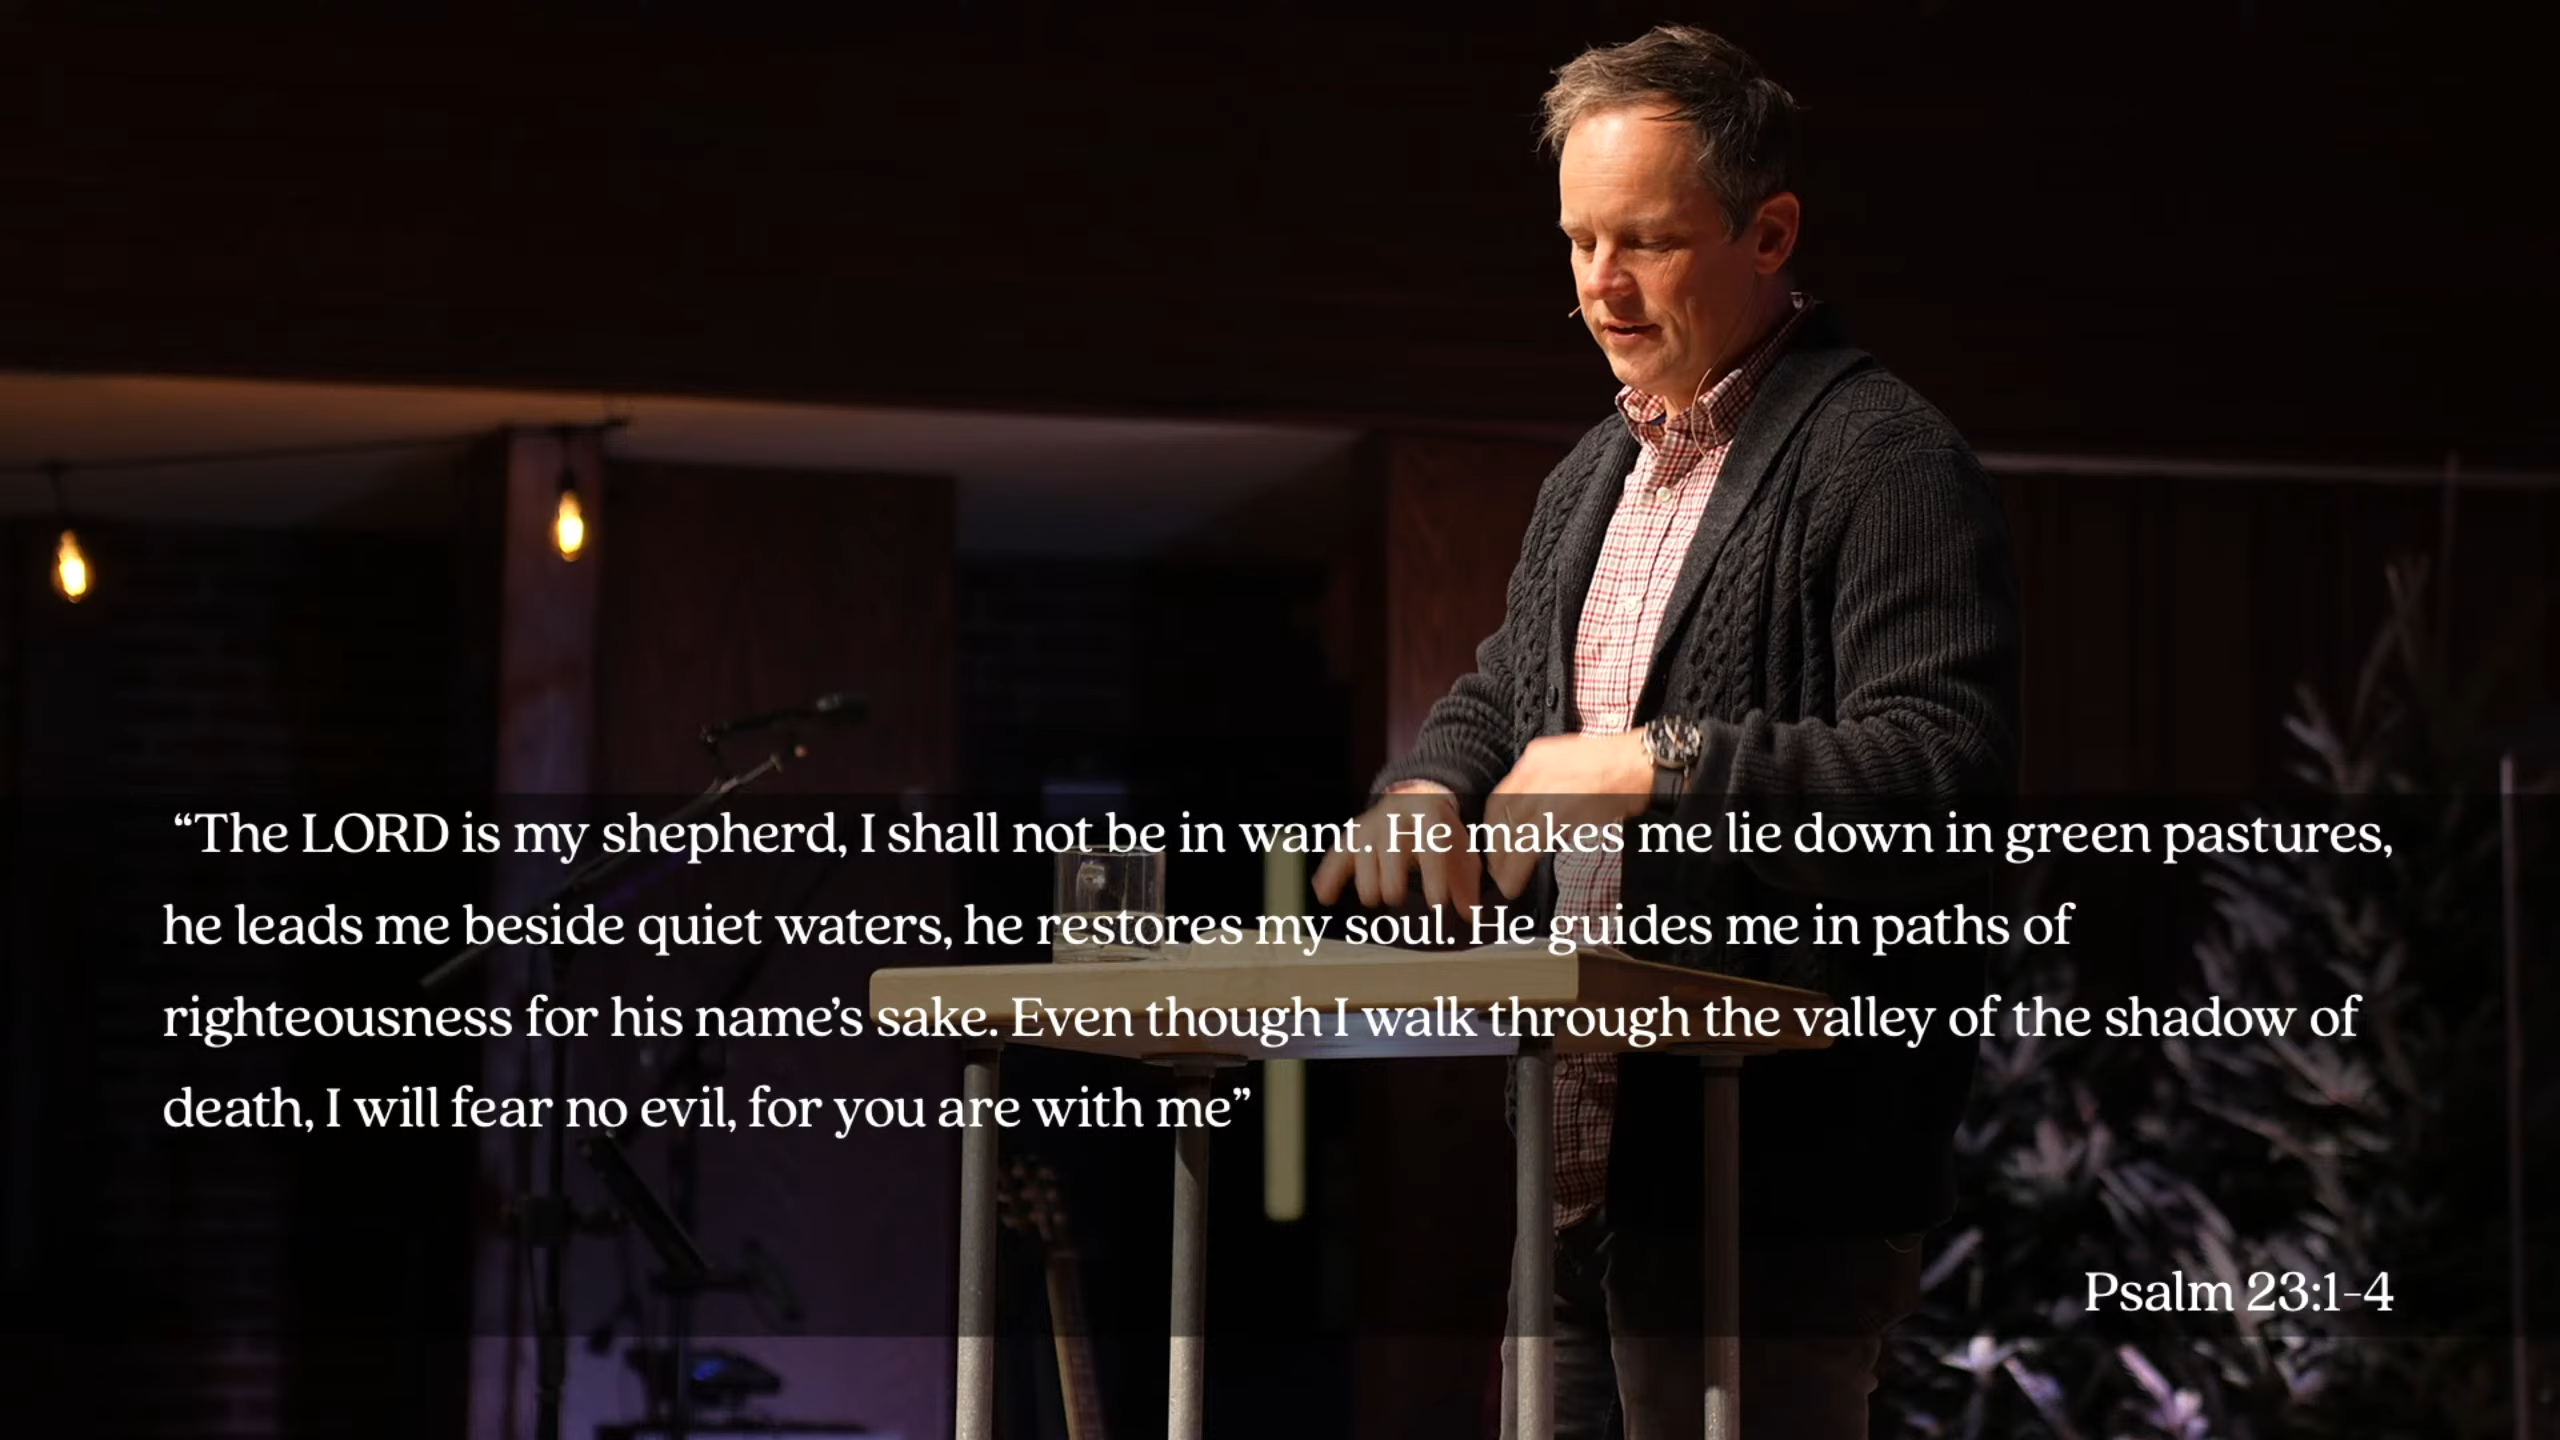 “The LORD is my shepherd, I shall not be in want. He makes me lie down in green pastures,
he leads me beside quiet waters, he restores my soul. He guides me in paths of
righteousness for his name’s sake. Even though I walk through the valley of the shadow of
death, I will fear no evil, for you are with me”
Psalm 23:1-4